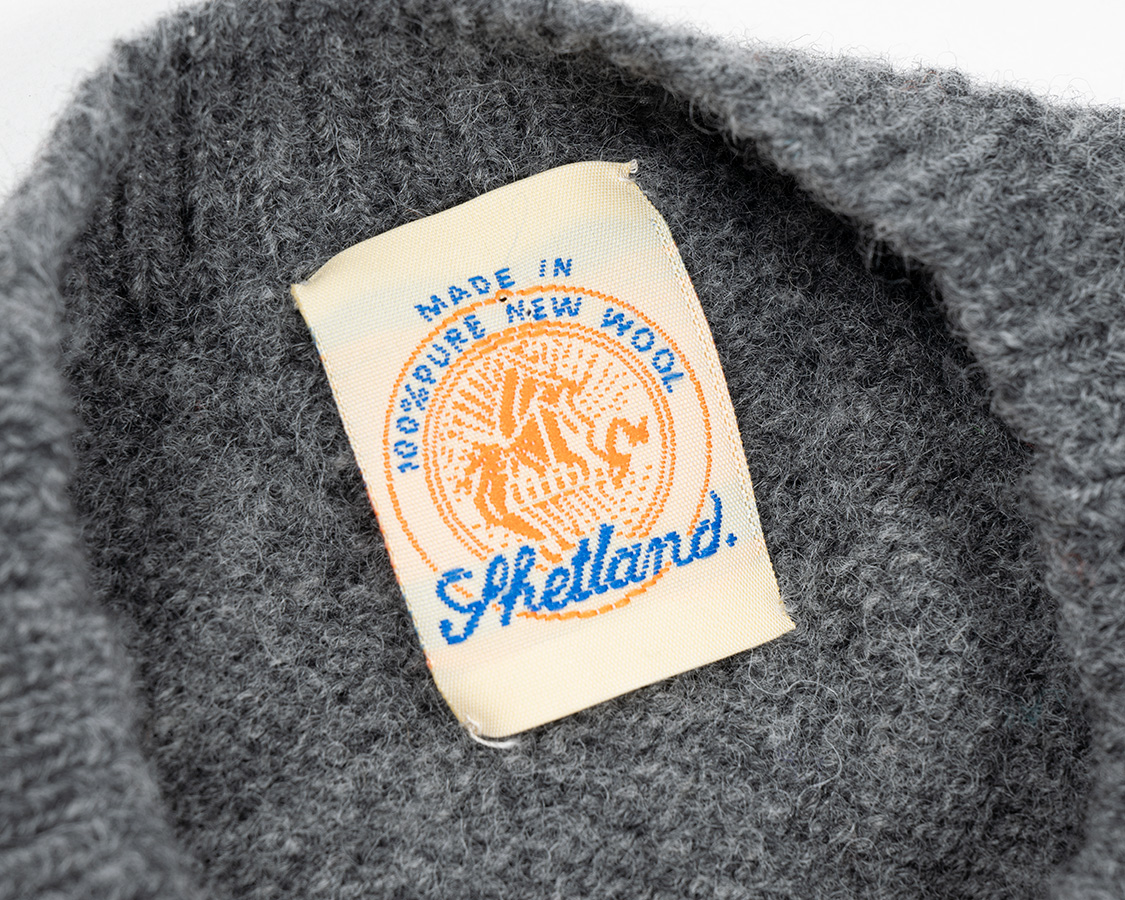 MADE IN
100% PURE NEW WOOL
Shetland.